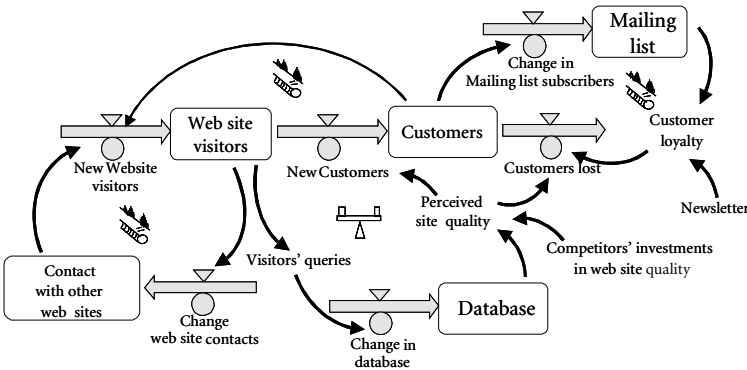 Mailing
list
Change in
Mailing list subscribers
Web site
visitors
Customers
Customer
loyalty
New Website
visitors
New Customers
Customers lost
Perceived
site quality
Newsletter
Competitors' investments
in web site quality
Visitors' queries
Contact
with other
web sites
Change
web site contacts
Database
Change in
database